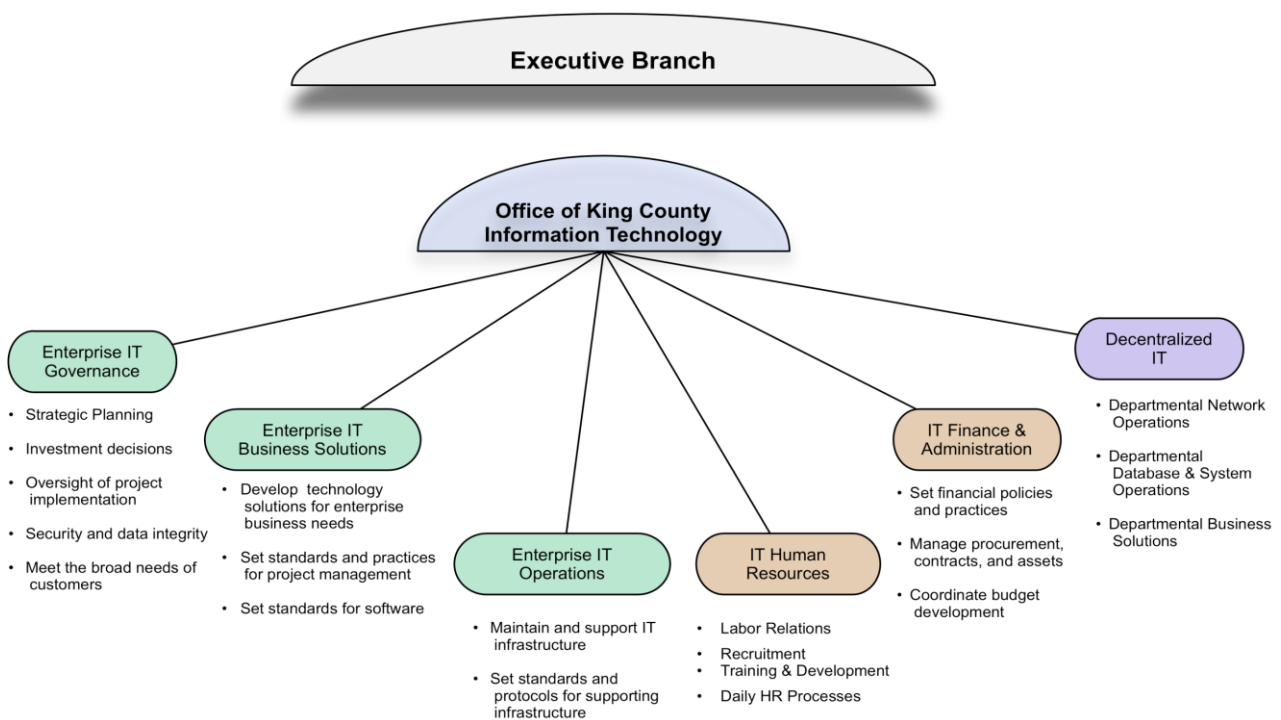 Executive Branch
Office of King County
Information Technology
Enterprise IT
Governance
• Strategic Planning
• Investment decisions
• Oversight of project
implementation
• Security and data integrity
• Meet the broad needs of
customers
Enterprise IT
Business Solutions
• Develop technology
solutions for enterprise
business needs
• Set standards and practices
for project management
• Set standards for software
Enterprise IT
Operations
• Maintain and support IT
infrastructure
• Set standards and
protocols for supporting
infrastructure
IT Human
Resources
• Labor Relations
• Recruitment
• Training & Development
• Daily HR Processes
IT Finance &
Administration
• Set financial policies
and practices
• Manage procurement,
contracts, and assets
• Coordinate budget
development
Decentralized
IT
• Departmental Network
Operations
• Departmental
Database & System
Operations
• Departmental Business
Solutions